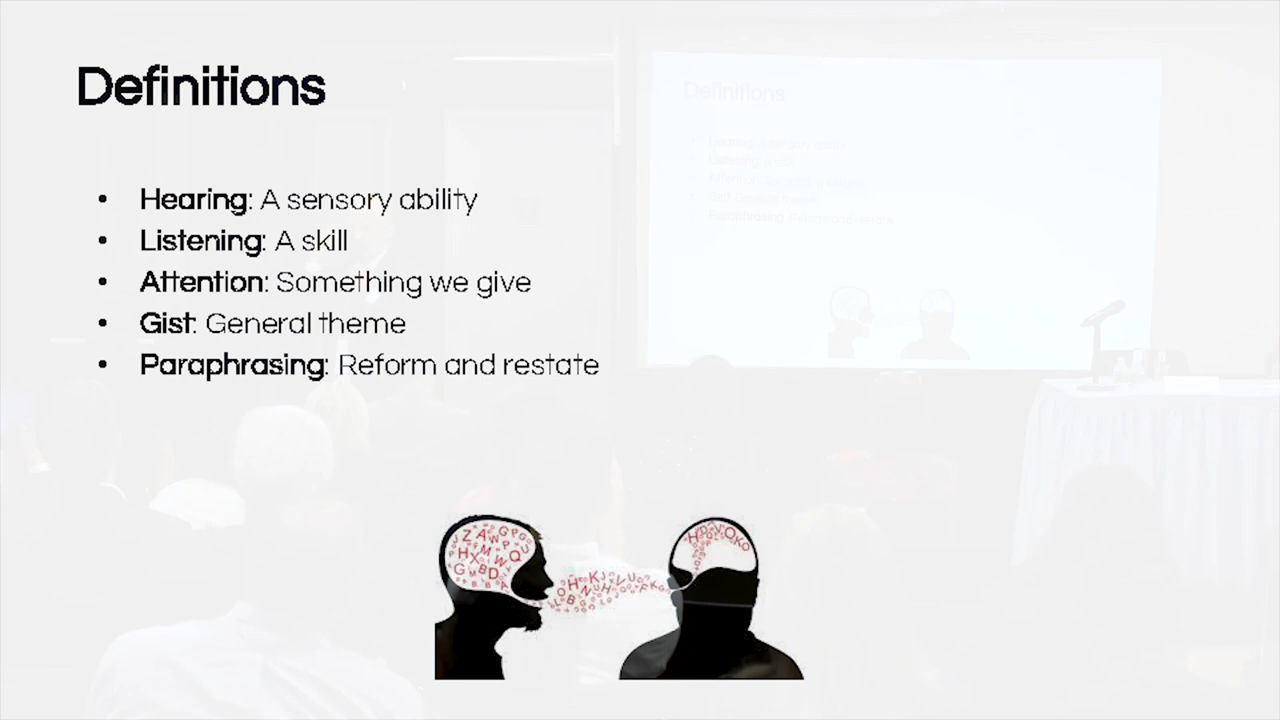 Definitions
• Hearing: A sensory ability
• Listening: A skill
• Attention: Something we give
• Gist: General theme
• Paraphrasing: Reform and restate